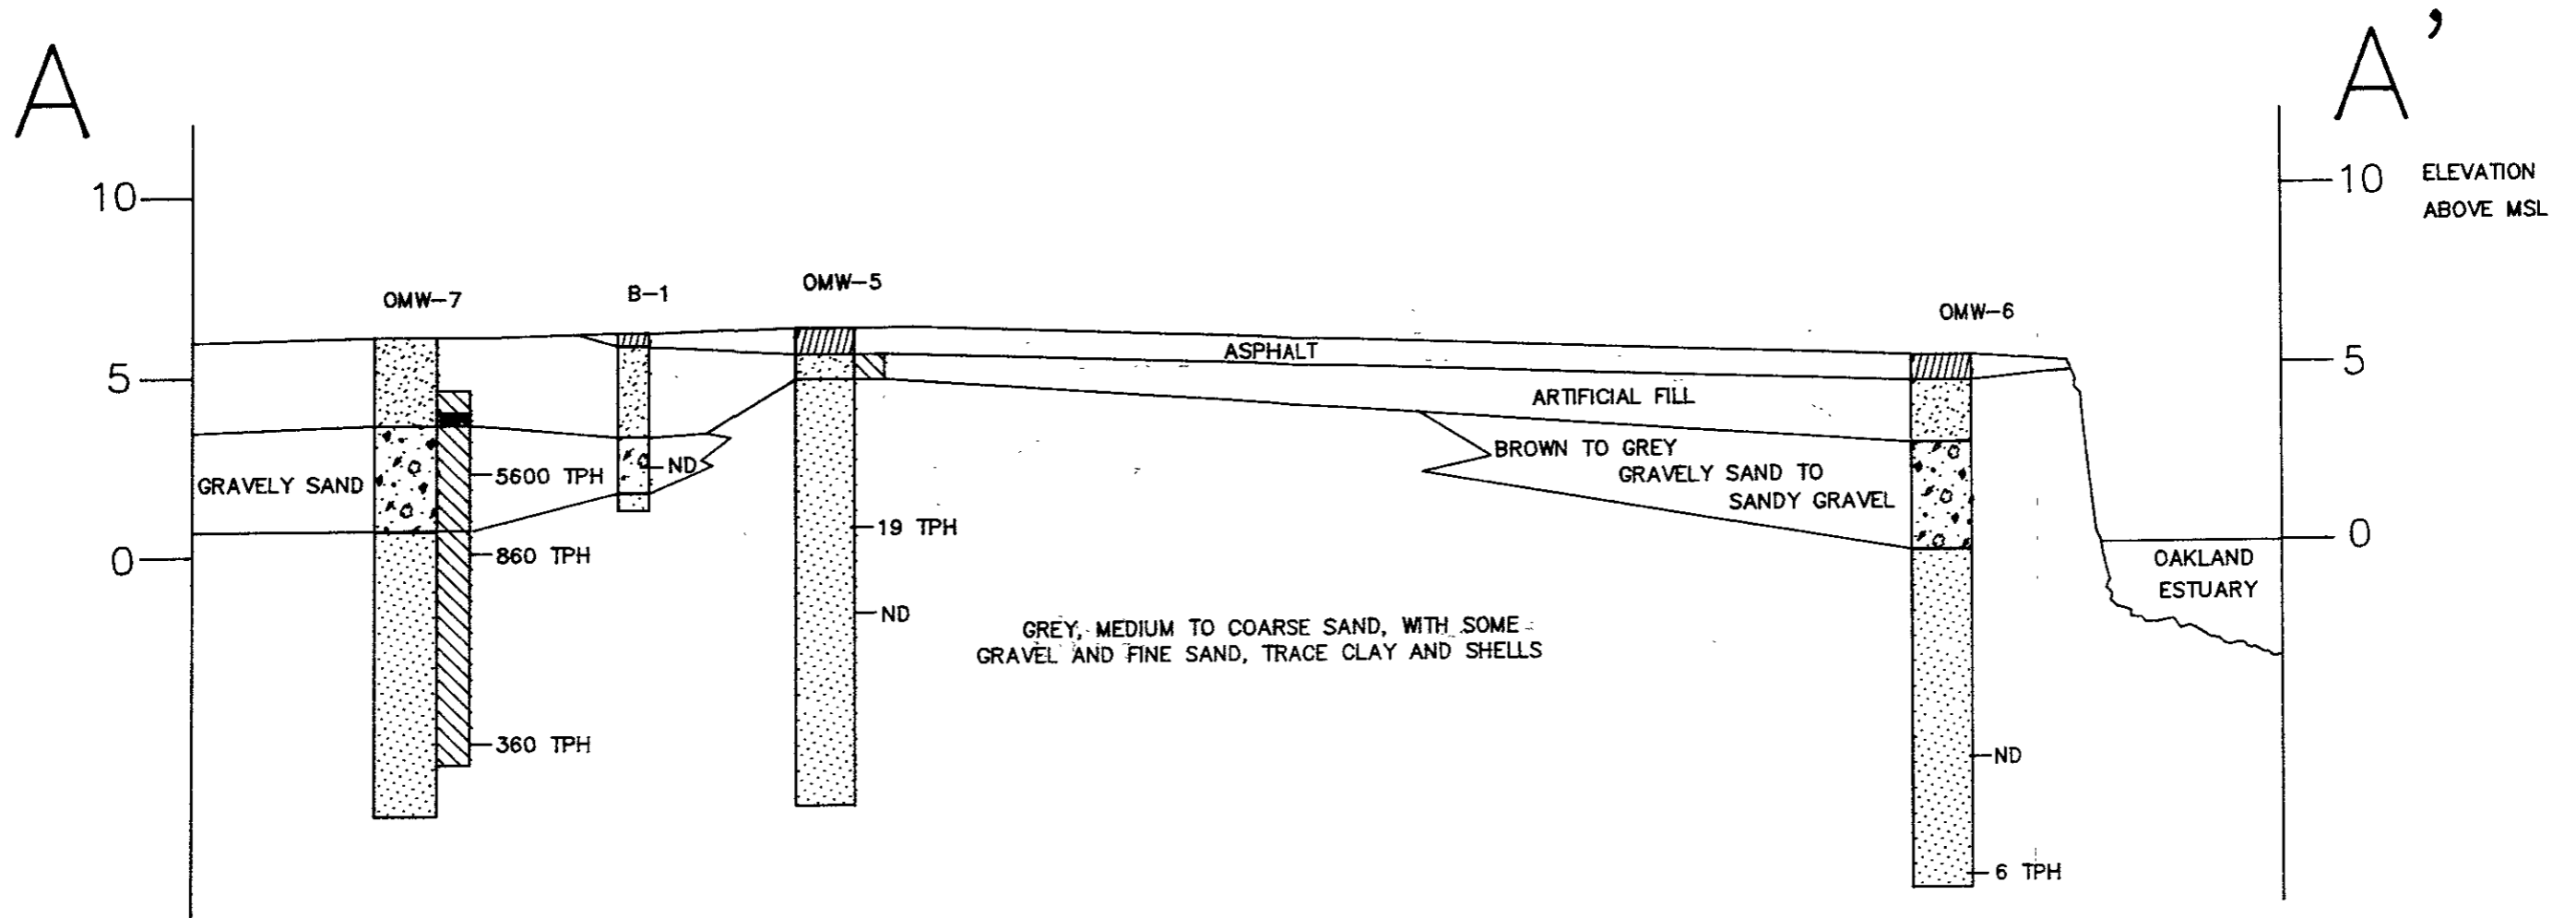 A
A'
10
10
ELEVATION
ABOVE MSL
OMW-7
B-1
OMW-5
OMW-6
ASPHALT
5
5
ARTIFICIAL FILL
BROWN TO GREY
GRAVELY SAND TO
SANDY GRAVEL
GRAVELY SAND
5600 TPH
ND
19 TPH
0
0
860 TPH
OAKLAND
ESTUARY
ND
GREY, MEDIUM TO COARSE SAND, WITH SOME
GRAVEL AND FINE SAND, TRACE CLAY AND SHELLS
360 TPH
ND
6 TPH